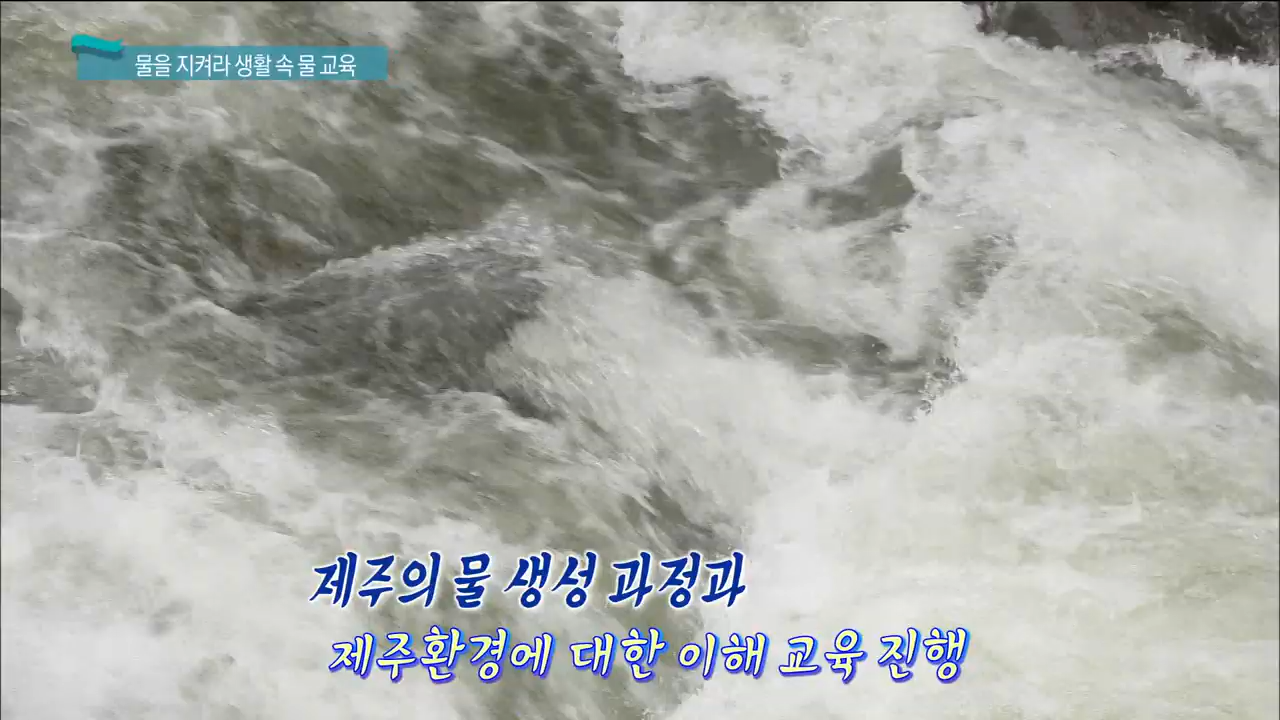 물을 지켜라 생활 속 물 교육
제주의 물 생성 과정과
제주환경에 대한 이해 교육 진행